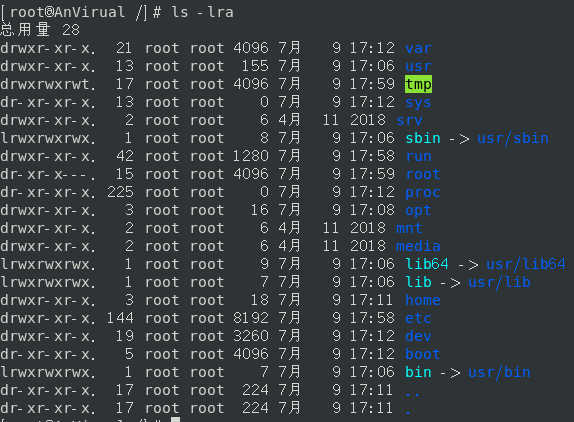 [root@AnVirual /]# ls -lra
总用量 28
drwxr-xr-x. 21 root root 4096 7月 9 17:12 var
drwxr-xr-x. 13 root root 155 7月 9 17:06 usr
drwxrwxrwt. 17 root root 4096 7月 9 17:59 tmp
dr-xr-xr-x. 13 root root 0 7月 9 17:12 sys
drwxr-xr-x. 2 root root 6 4月 11 2018 srv
lrwxrwxrwx. 1 root root 8 7月 9 17:06 sbin -> usr/sbin
drwxr-xr-x. 42 root root 1280 7月 9 17:58 run
dr-xr-x---. 15 root root 4096 7月 9 17:59 root
dr-xr-xr-x. 225 root root 0 7月 9 17:12 proc
drwxr-xr-x. 3 root root 16 7月 9 17:08 opt
drwxr-xr-x. 2 root root 6 4月 11 2018 mnt
drwxr-xr-x. 2 root root 6 4月 11 2018 media
lrwxrwxrwx. 1 root root 9 7月 9 17:06 lib64 -> usr/lib64
lrwxrwxrwx. 1 root root 7 7月 9 17:06 lib -> usr/lib
drwxr-xr-x. 3 root root 18 7月 9 17:11 home
drwxr-xr-x. 144 root root 8192 7月 9 17:58 etc
drwxr-xr-x. 19 root root 3260 7月 9 17:12 dev
dr-xr-xr-x. 5 root root 4096 7月 9 17:12 boot
lrwxrwxrwx. 1 root root 7 7月 9 17:06 bin -> usr/bin
dr-xr-xr-x. 17 root root 224 7月 9 17:11 ..
dr-xr-xr-x. 17 root root 224 7月 9 17:11 .
[root@AnVirual /]#